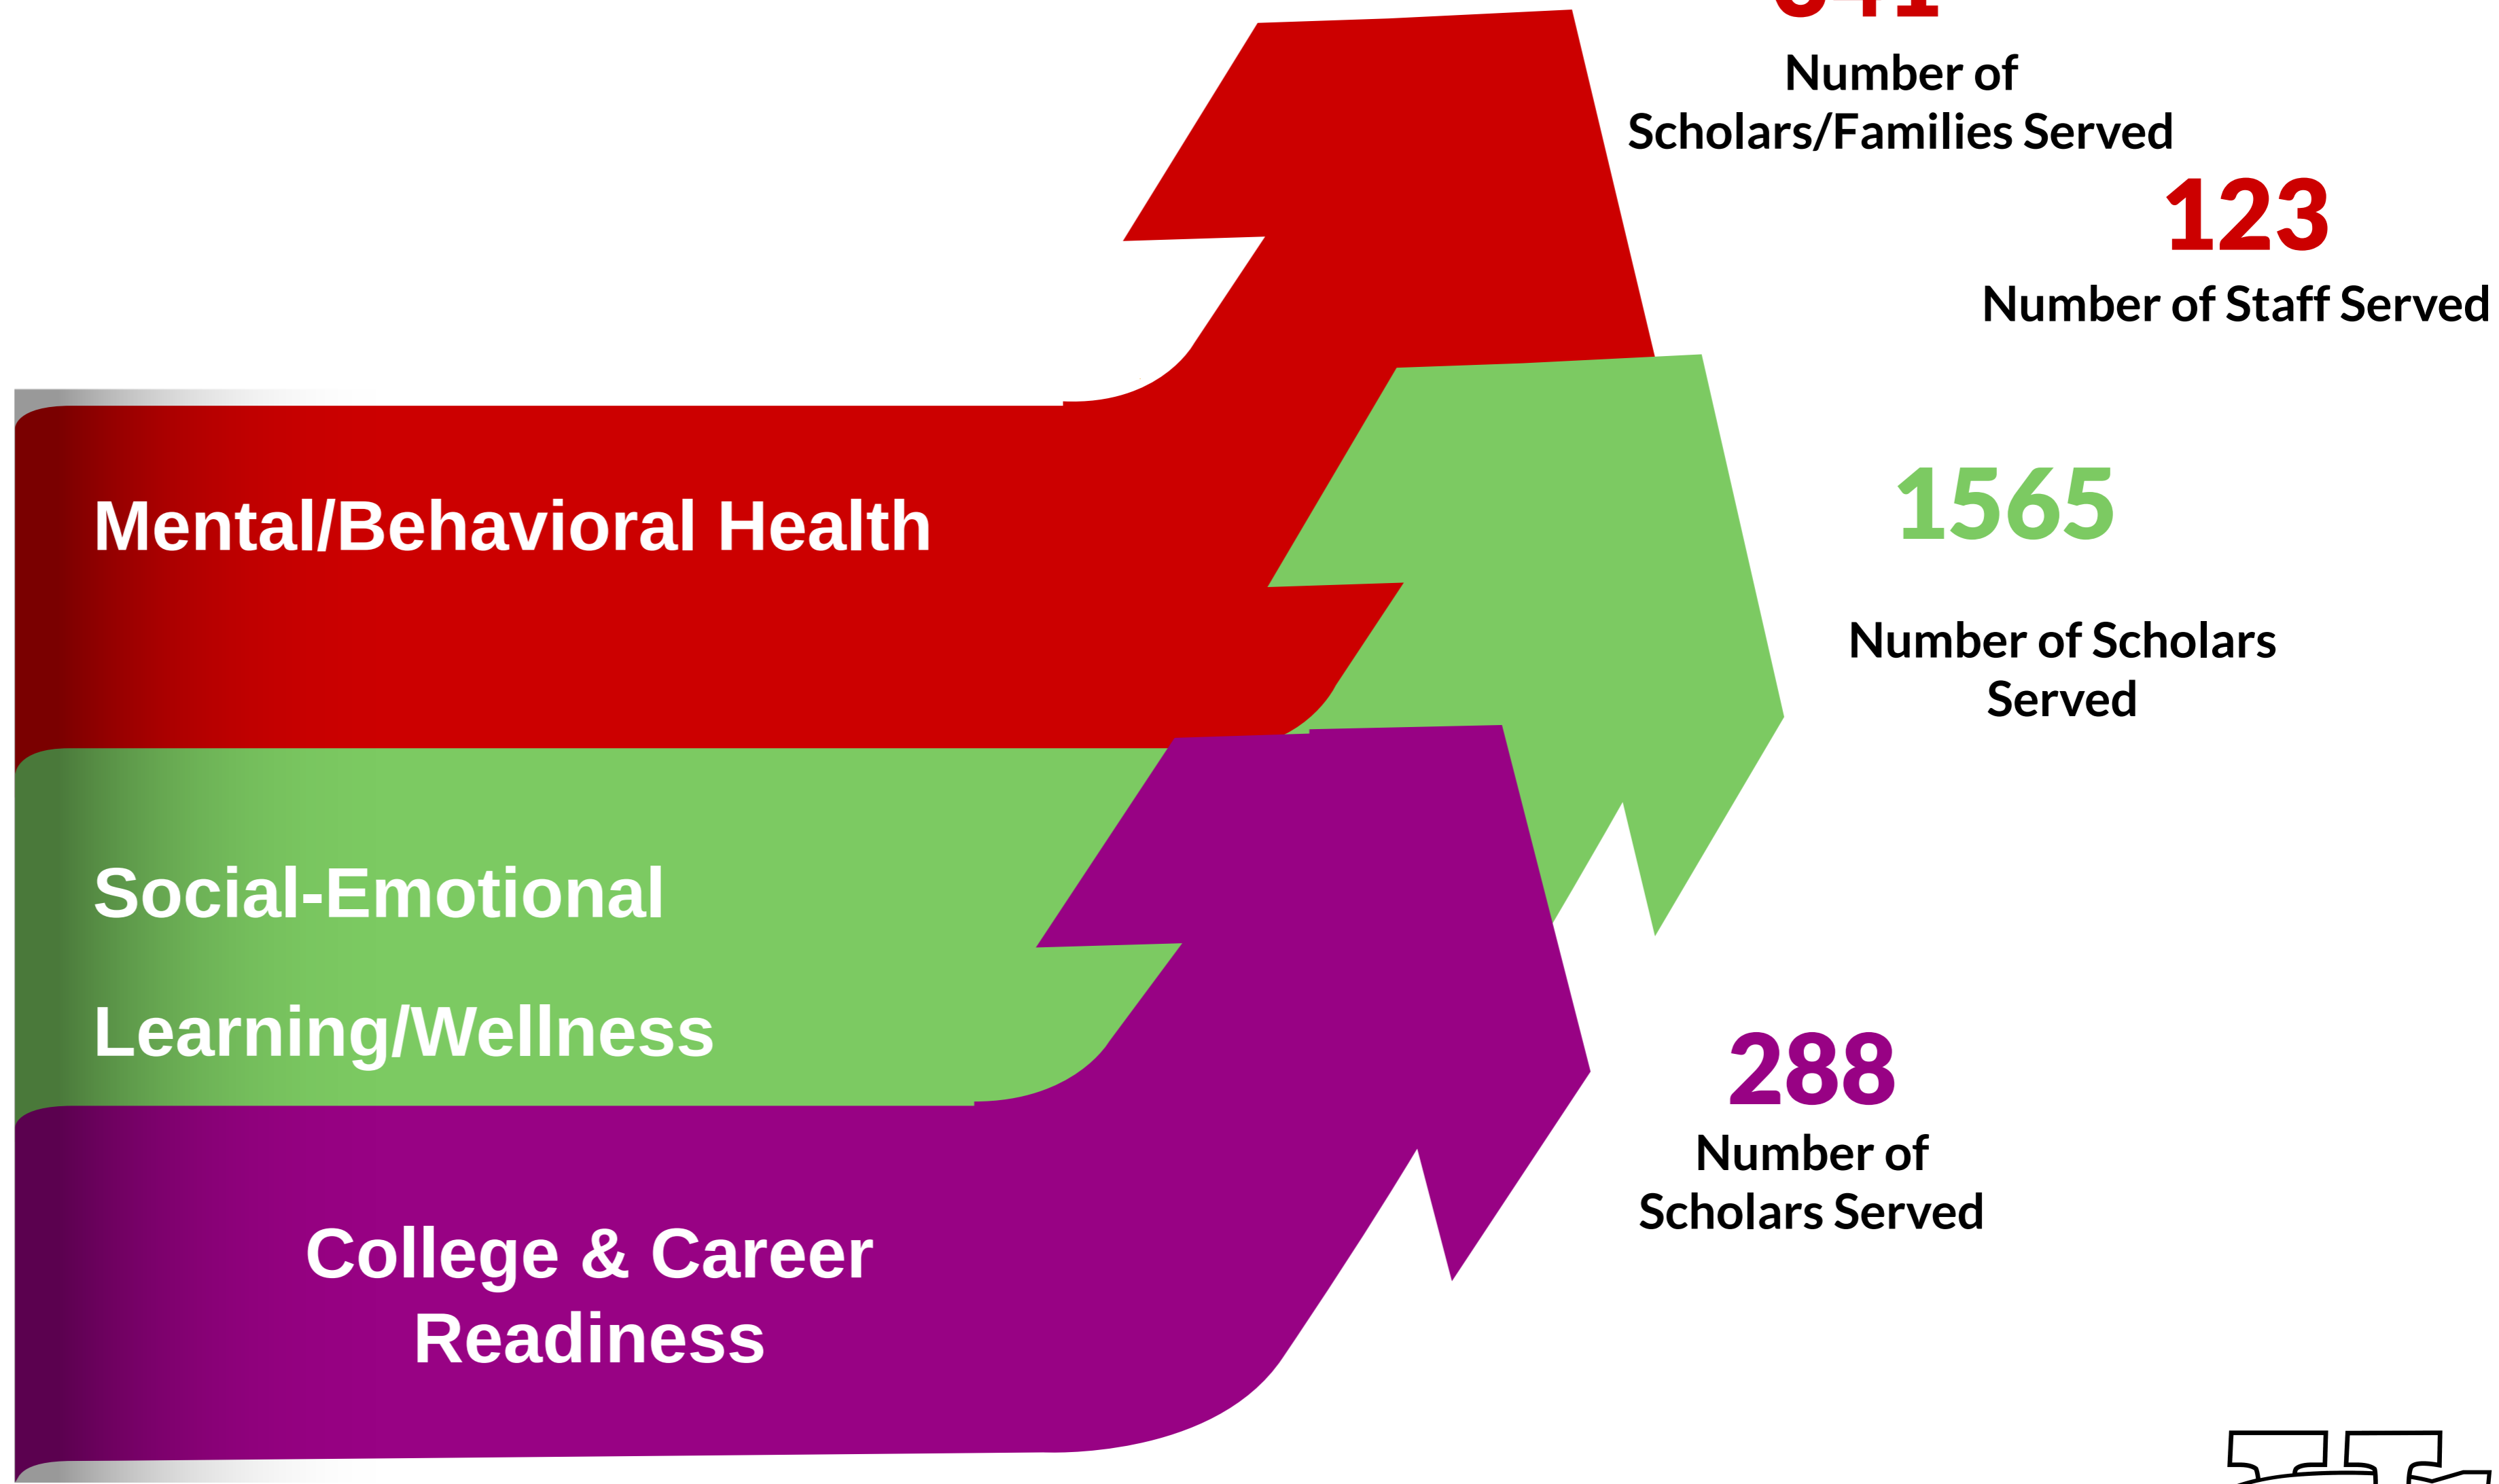 Number of
Scholars/Families Served
123
Number of Staff Served
Mental/Behavioral Health
1565
Number of Scholars
Served
Social-Emotional
Learning/Wellness
288
Number of
Scholars Served
College & Career
Readiness